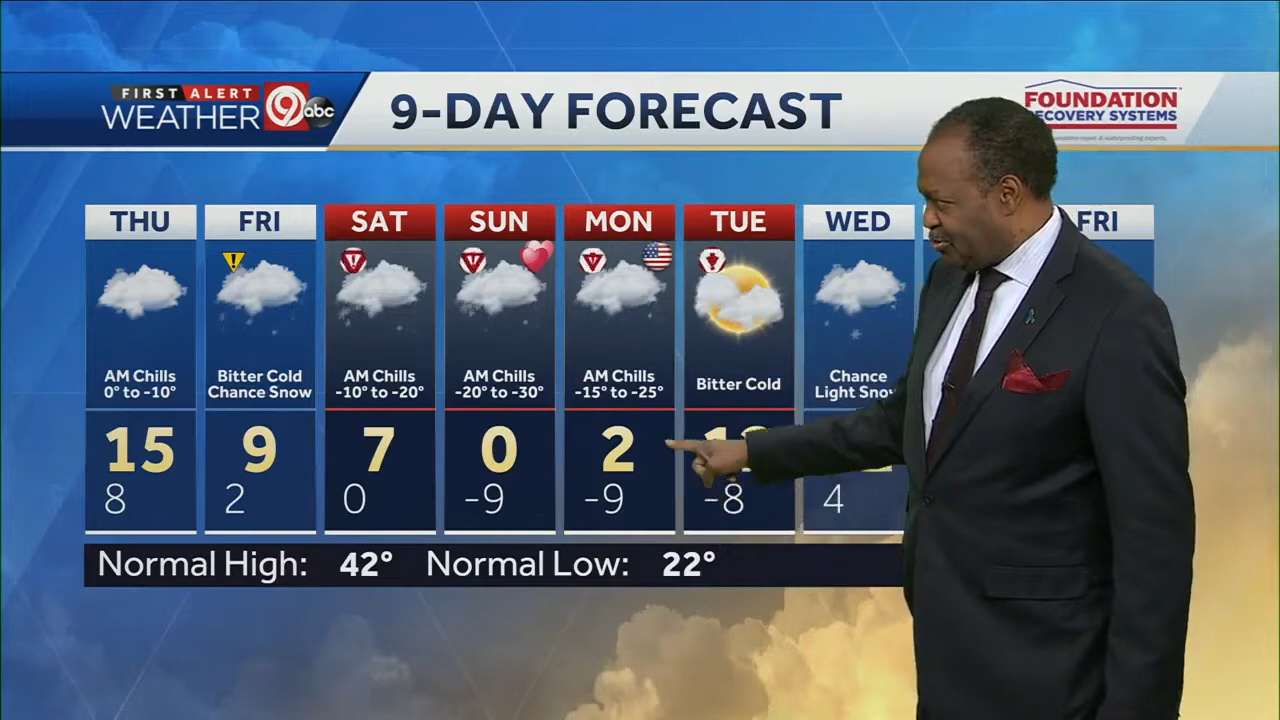 FIRST ALERT
WEATHER 9 abc
9-DAY FORECAST
FOUNDATION
RECOVERY SYSTEMS
THU FRI SAT SUN MON TUE WED FRI
AM Chills Bitter Cold AM Chills AM Chills AM Chills Bitter Cold Chance
0° to -10° Chance Snow -10° to -20° -20° to -30° -15° to -25° Light Snow
15 9 7 0 2
8 2 0 -9 -9 -8 4
Normal High: 42° Normal Low: 22°